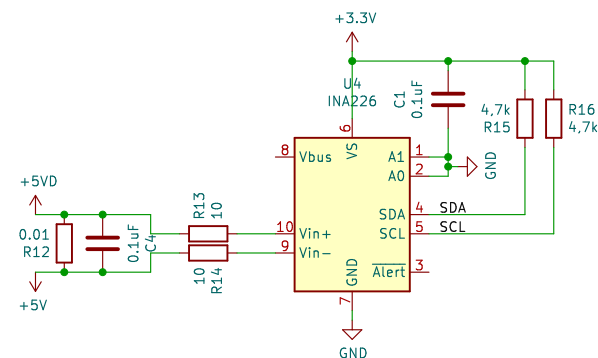 +3.3V
U4
INA226
C1
0.1uF
4,7k
R15
R16
4,7k
6
VS
8
Vbus
A1
1
A0
2
GND
+5VD
R13
10
0.01
R12
0.1uF
C4
10
Vin+
9
Vin-
10
R14
SDA
4
SDA
SCL
5
SCL
GND
Alert
3
7
+5V
GND